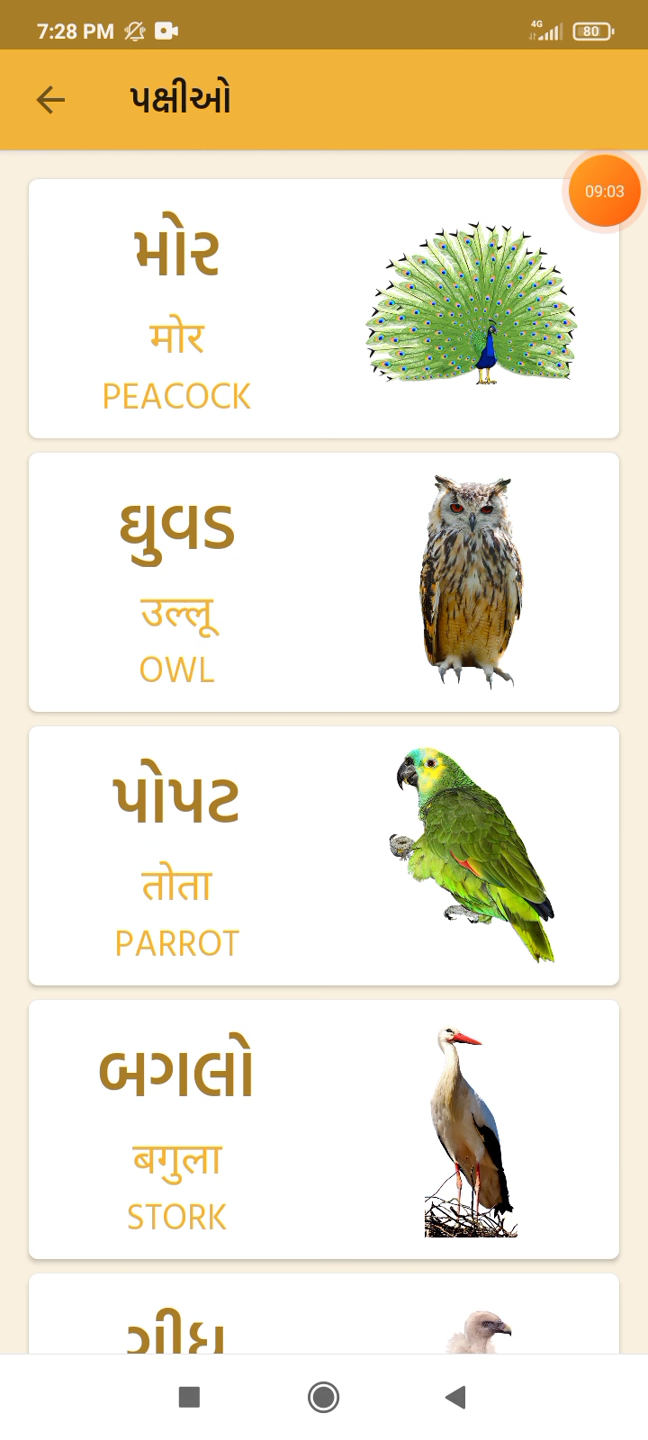 7:28 PM 4G 80
પક્ષીઓ
09:03
મોર
मोर
PEACOCK
ઘુવડ
उल्लू
OWL
પોપટ
तोता
PARROT
બગલો
बगुला
STORK
ગીધ